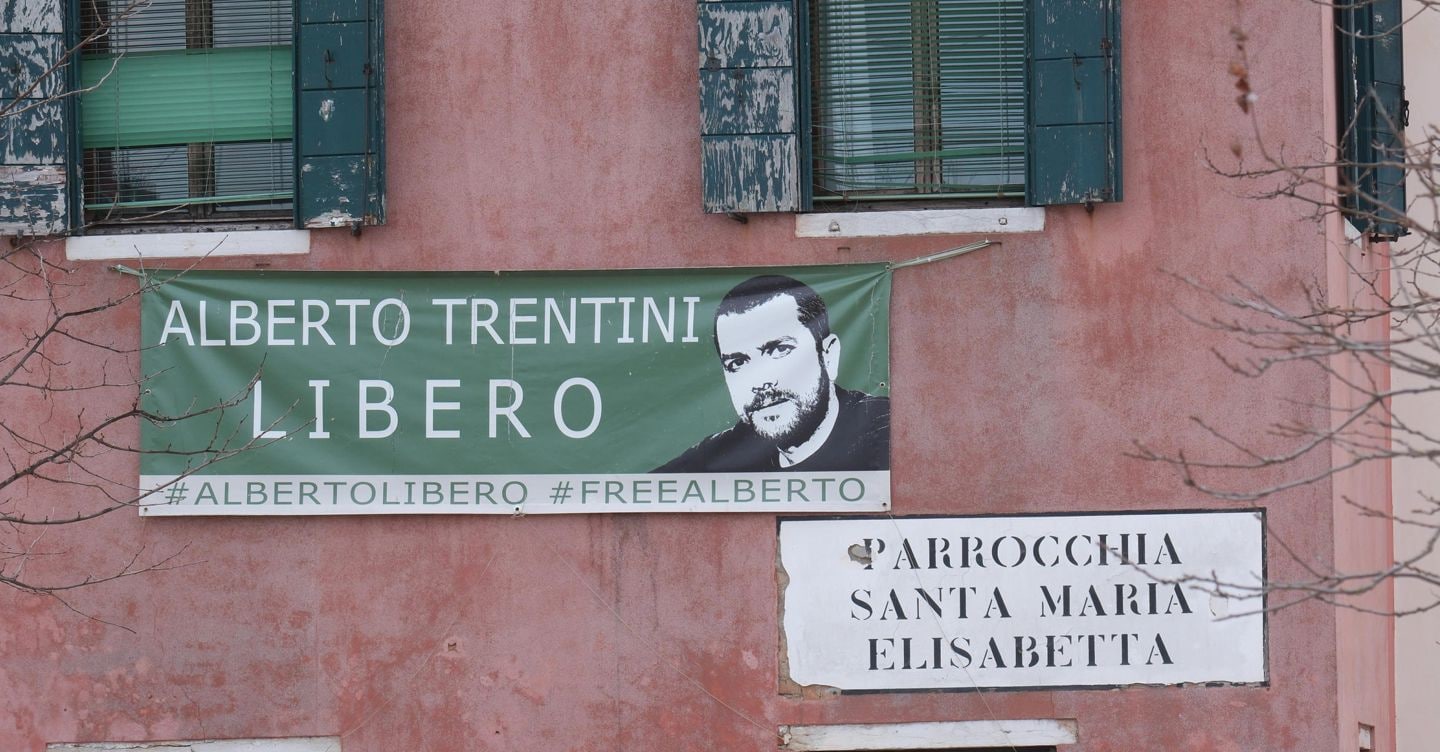 ALBERTO TRENTINI
LIBERO
#ALBERTOLIBERO #FREEALBERTO
PARROCCHIA
SANTA MARIA
ELISABETTA